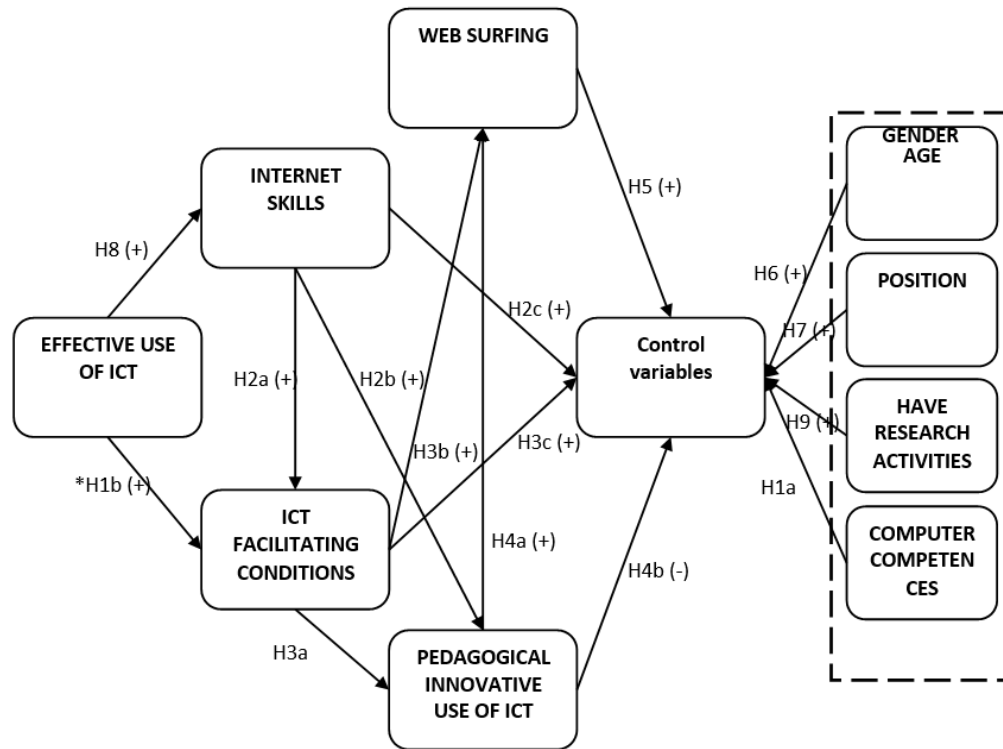 WEB SURFING
GENDER
AGE
INTERNET
SKILLS
H5 (+)
H8 (+)
H6 (+)
POSITION
H2c (+)
H7 (+)
EFFECTIVE USE
OF ICT
Control
variables
H2a (+)
H2b (+)
HAVE
RESEARCH
ACTIVITIES
H9 (+)
H3b (+)
H3c (+)
*H1b (+)
H1a
ICT
FACILITATING
CONDITIONS
H4a (+)
COMPUTER
COMPETEN
CES
H4b (-)
H3a
PEDAGOGICAL
INNOVATIVE
USE OF ICT